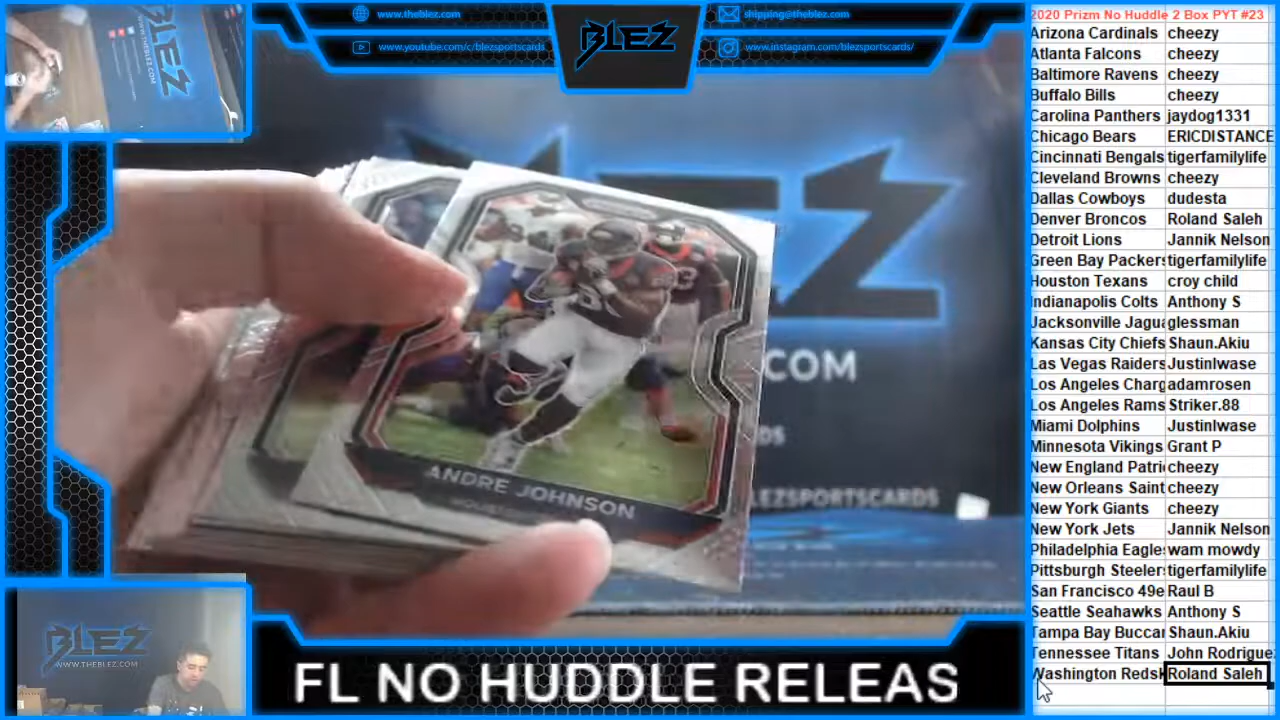 www.theblez.com
shipping@theblez.com
www.youtube.com/c/blezsportscards
www.instagram.com/blezsportscards/
BLEZ
ANDRE JOHNSON
.COM
BLEZSPORTSCARDS
BLEZ
WWW.THEBLEZ.COM
FL NO HUDDLE RELEAS
2020 Prizm No Huddle 2 Box PYT #23
Arizona Cardinals cheezy
Atlanta Falcons cheezy
Baltimore Ravens cheezy
Buffalo Bills cheezy
Carolina Panthers jaydog1331
Chicago Bears ERICDISTANCE
Cincinnati Bengals tigerfamilylife
Cleveland Browns cheezy
Dallas Cowboys dudesta
Denver Broncos Roland Saleh
Detroit Lions Jannik Nelson
Green Bay Packers tigerfamilylife
Houston Texans croy child
Indianapolis Colts Anthony S
Jacksonville Jagua glessman
Kansas City Chiefs Shaun.Akiu
Las Vegas Raiders JustinIwase
Los Angeles Charg adamrosen
Los Angeles Rams Striker.88
Miami Dolphins JustinIwase
Minnesota Vikings Grant P
New England Patri cheezy
New Orleans Saint cheezy
New York Giants cheezy
New York Jets Jannik Nelson
Philadelphia Eagle wam mowdy
Pittsburgh Steelers tigerfamilylife
San Francisco 49e Raul B
Seattle Seahawks Anthony S
Tampa Bay Buccar Shaun.Akiu
Tennessee Titans John Rodrigue
Washington Redsk Roland Saleh